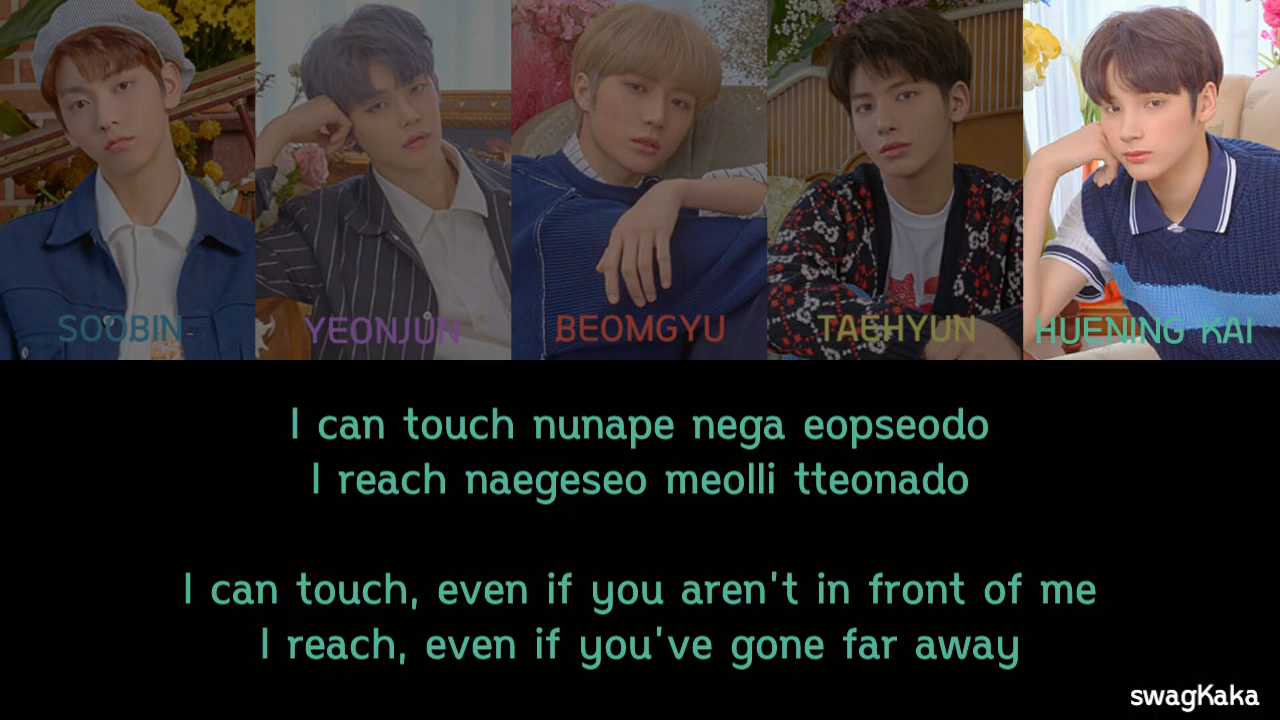 SOOBIN
YEONJUN
BEOMGYU
TAEHYUN
HUENING KAI
I can touch nunape nega eopseodo
I reach naegeseo meolli tteonado
I can touch, even if you aren't in front of me
I reach, even if you've gone far away
swagKaka